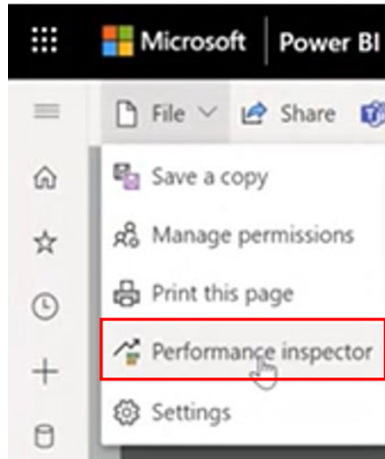 Microsoft Power BI
File Share
Save a copy
Manage permissions
Print this page
Performance inspector
Settings